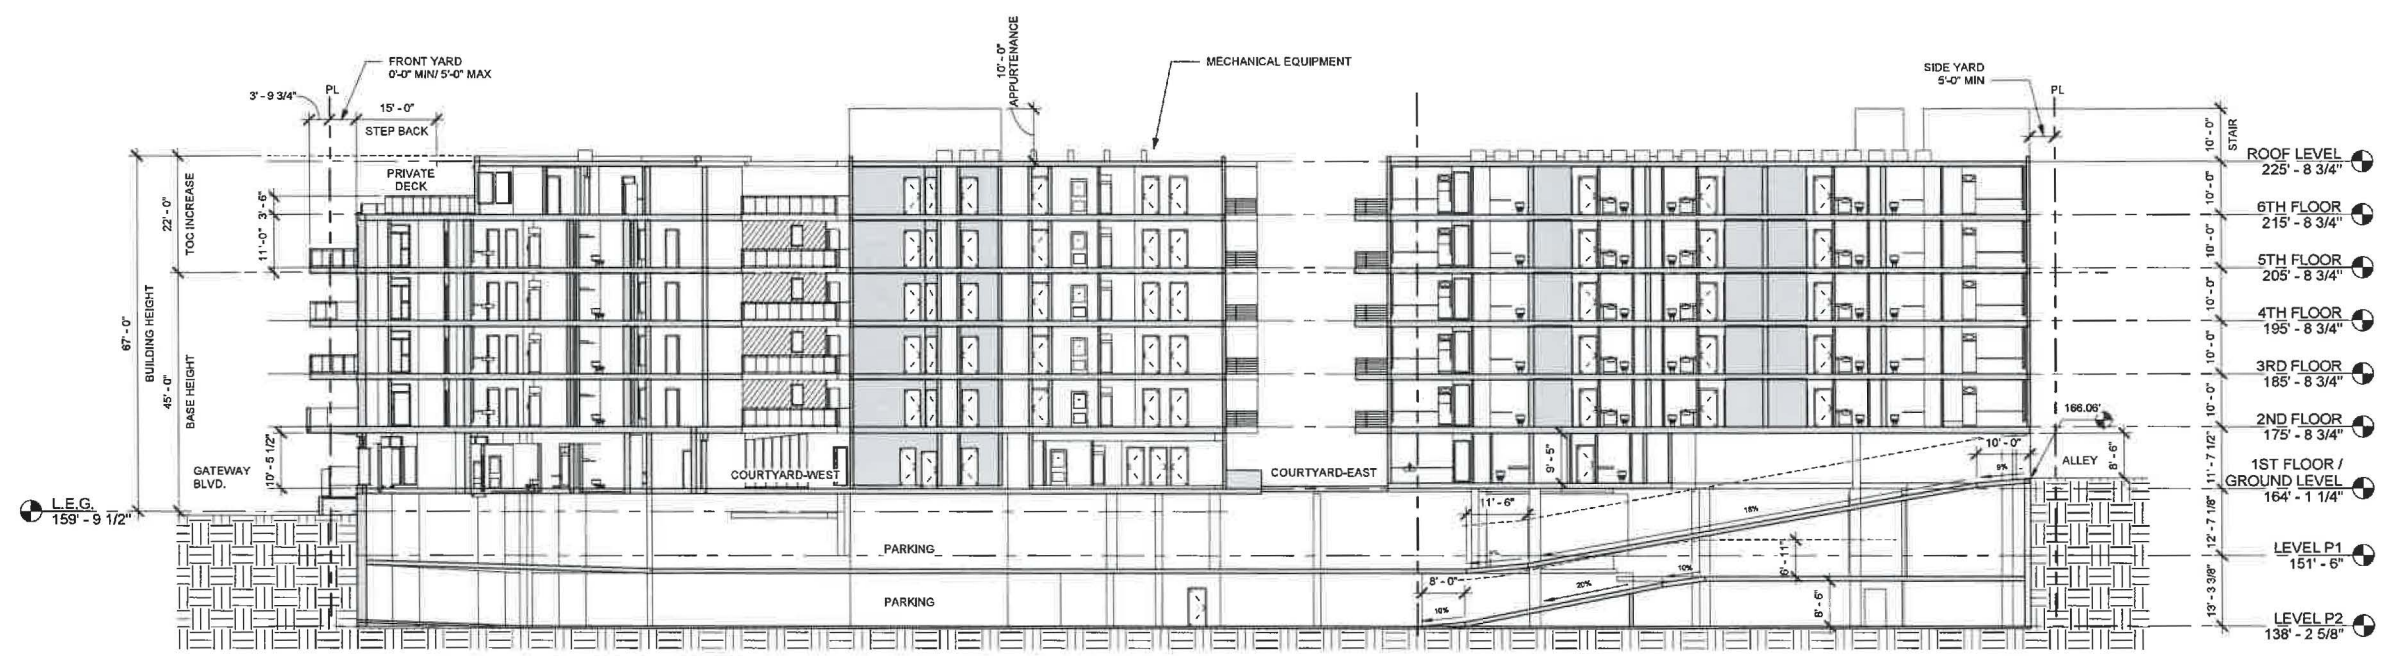 FRONT YARD
0'-0" MIN/ 5'-0" MAX
3' - 9 3/4"
PL
15' - 0"
STEP BACK
PRIVATE
DECK
10' - 0"
APPURTENANCE
MECHANICAL EQUIPMENT
SIDE YARD
5'-0" MIN
PL
10' - 0"
STAIR
67' - 0"
BUILDING HEIGHT
22' - 0"
TOC INCREASE
45' - 0"
BASE HEIGHT
3' - 6"
11' - 0"
10' - 5 1/2"
GATEWAY
BLVD.
L.E.G.
159' - 9 1/2"
COURTYARD-WEST
COURTYARD-EAST
PARKING
PARKING
9' - 5"
11' - 6"
18%
9%
10' - 0"
166.06'
ALLEY
8' - 6"
8' - 0"
10%
20%
10%
6' - 11"
8' - 6"
ROOF LEVEL
225' - 8 3/4"
10' - 0"
6TH FLOOR
215' - 8 3/4"
10' - 0"
5TH FLOOR
205' - 8 3/4"
10' - 0"
4TH FLOOR
195' - 8 3/4"
10' - 0"
3RD FLOOR
185' - 8 3/4"
10' - 0"
2ND FLOOR
175' - 8 3/4"
11' - 7 1/2"
1ST FLOOR /
GROUND LEVEL
164' - 1 1/4"
12' - 7 1/8"
LEVEL P1
151' - 6"
13' - 3 3/8"
LEVEL P2
138' - 2 5/8"